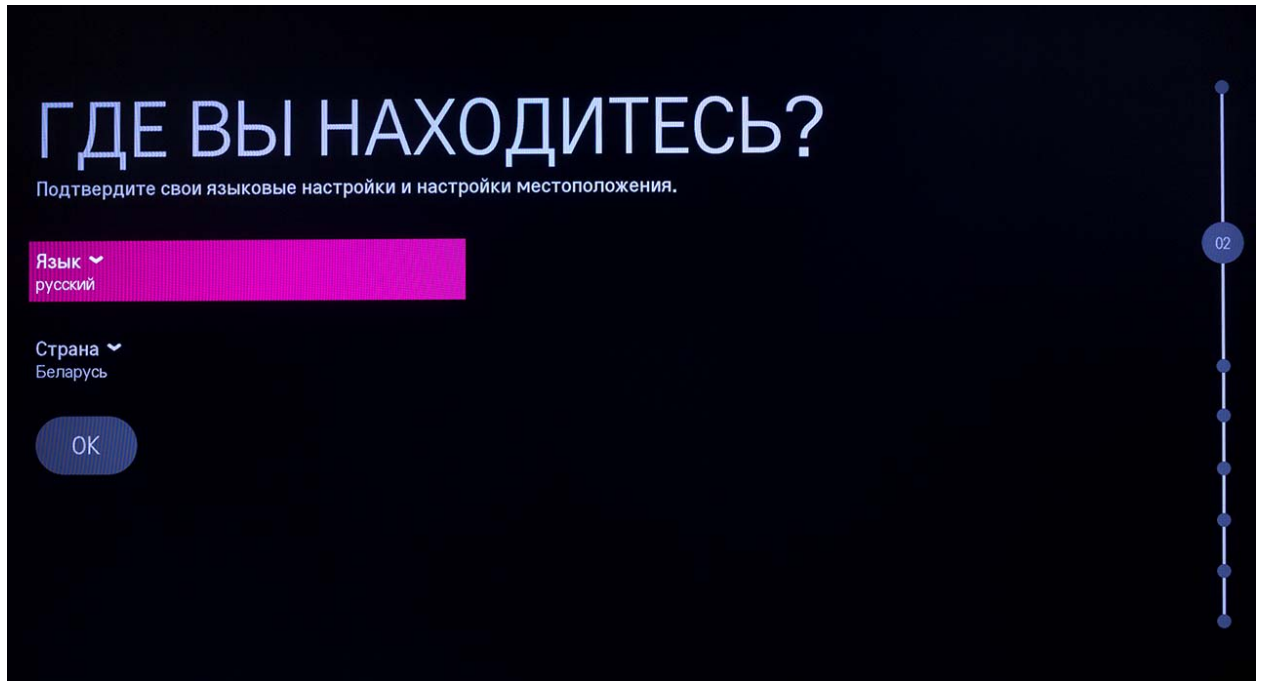 ГДЕ ВЫ НАХОДИТЕСЬ?
Подтвердите свои языковые настройки и настройки местоположения.
Язык
русский
02
Страна
Беларусь
OK